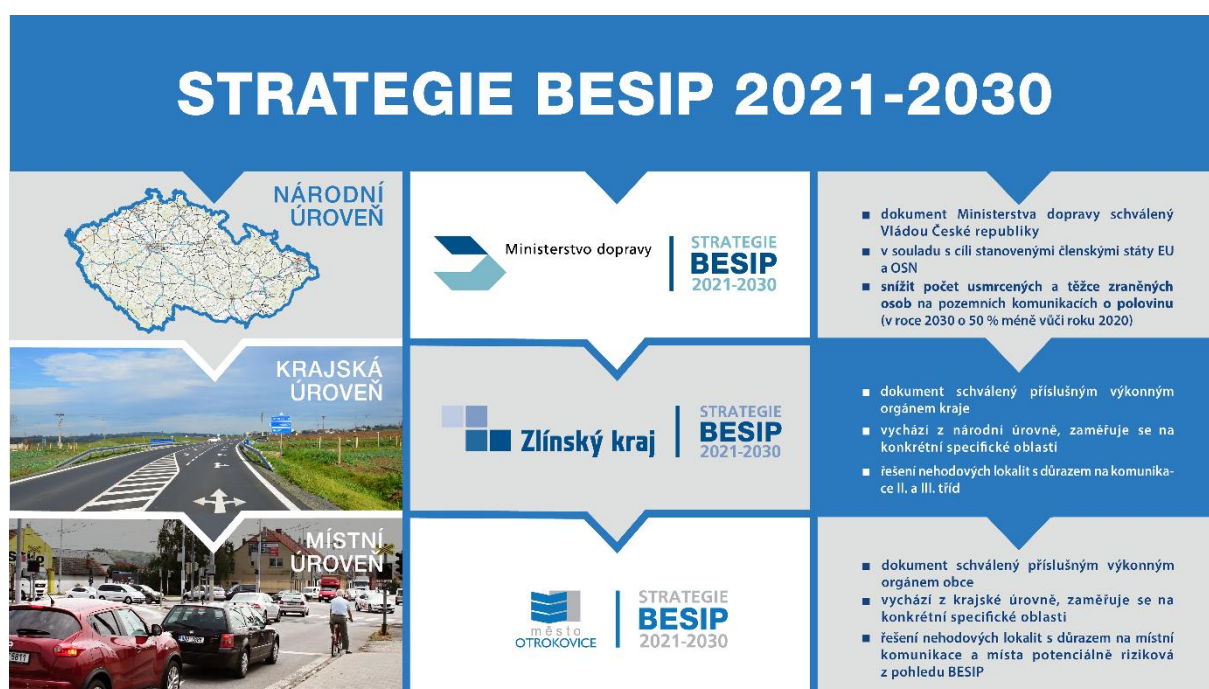 STRATEGIE BESIP 2021-2030
NÁRODNÍ
ÚROVEŇ
Ministerstvo dopravy
STRATEGIE
BESIP
2021-2030
dokument Ministerstva dopravy schválený
Vládou České republiky
v souladu s cíli stanovenými členskými státy EU
a OSN
snížit počet usmrcených a těžce zraněných
osob na pozemních komunikacích o polovinu
(v roce 2030 o 50 % méně vůči roku 2020)
KRAJSKÁ
ÚROVEŇ
Zlínský kraj
STRATEGIE
BESIP
2021-2030
dokument schválený příslušným výkonným
orgánem kraje
vychází z národní úrovně, zaměřuje se na
konkrétní specifické oblasti
řešení nehodových lokalit s důrazem na komunika-
ce II. a III. tříd
MÍSTNÍ
ÚROVEŇ
město
OTROKOVICE
STRATEGIE
BESIP
2021-2030
dokument schválený příslušným výkonným
orgánem obce
vychází z krajské úrovně, zaměřuje se na
konkrétní specifické oblasti
řešení nehodových lokalit s důrazem na místní
komunikace a místa potenciálně riziková
z pohledu BESIP